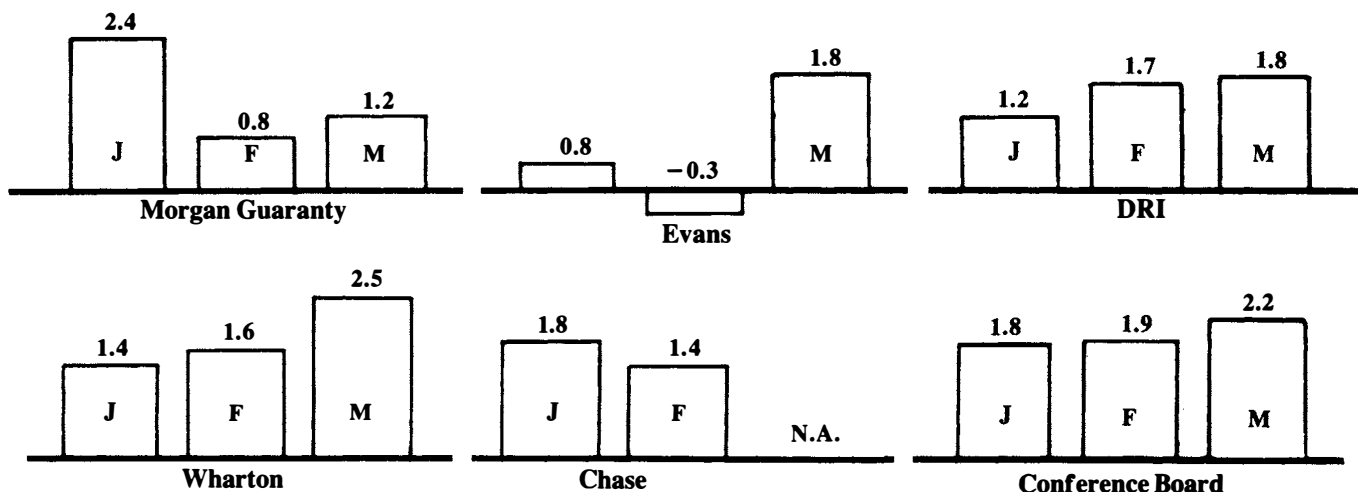 2.4
0.8
1.2
J
F
M
Morgan Guaranty
0.8
−0.3
1.8
M
Evans
1.2
1.7
1.8
J
F
M
DRI
1.4
1.6
2.5
J
F
M
Wharton
1.8
1.4
J
F
N.A.
Chase
1.8
1.9
2.2
J
F
M
Conference Board